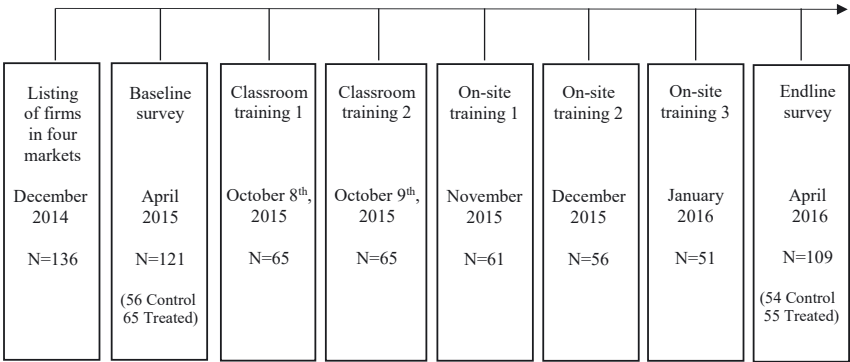 Listing
of firms
in four
markets
December
2014
N=136
Baseline
survey
April
2015
N=121
(56 Control
65 Treated)
Classroom
training 1
October 8th,
2015
N=65
Classroom
training 2
October 9th,
2015
N=65
On-site
training 1
November
2015
N=61
On-site
training 2
December
2015
N=56
On-site
training 3
January
2016
N=51
Endline
survey
April
2016
N=109
(54 Control
55 Treated)